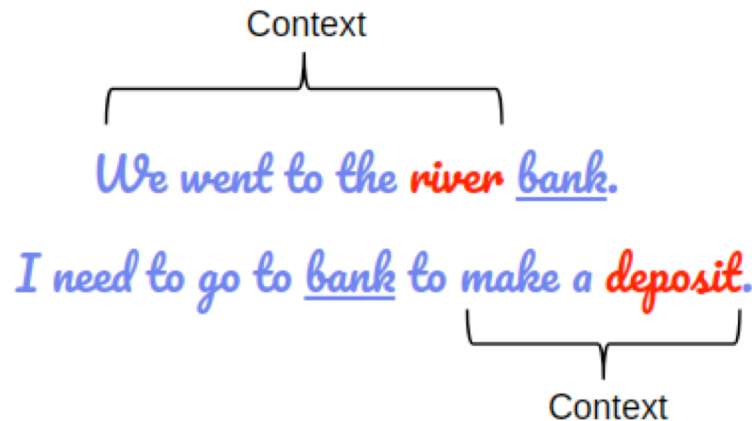 Context
We went to the river bank.
I need to go to bank to make a deposit.
Context